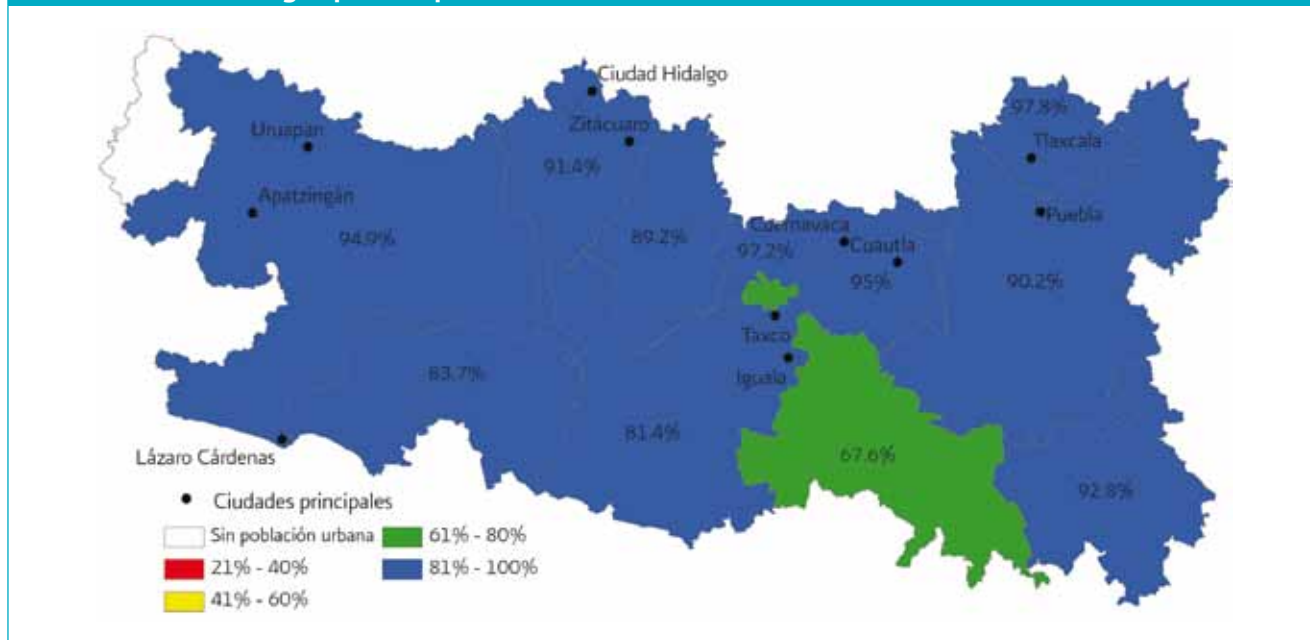 Ciudad Hidalgo
97.8%
Uruapan
Zitácuaro
Tlaxcala
91.4%
Apatzingán
Puebla
94.9%
89.2%
Cuernavaca
97.2%
Cuautla
95%
90.2%
Taxco
Iguala
83.7%
81.4%
67.6%
92.8%
Lázaro Cárdenas
Ciudades principales
Sin población urbana
61% - 80%
21% - 40%
81% - 100%
41% - 60%